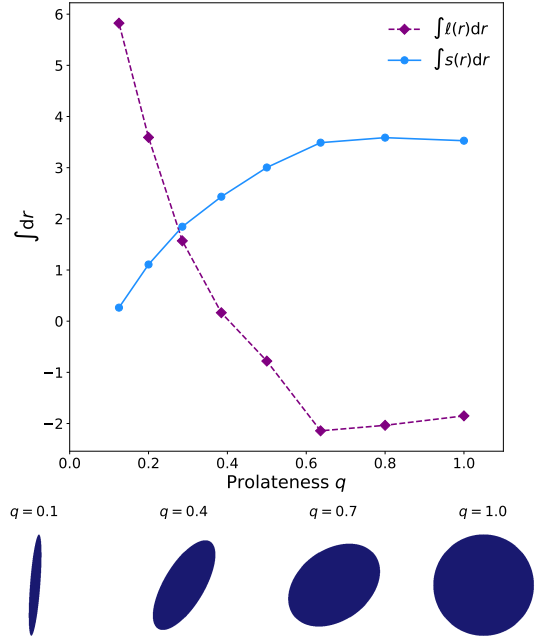 6
5
4
3
2
1
0
−1
−2
∫dr
∫ℓ(r)dr
∫s(r)dr
0.0 0.2 0.4 0.6 0.8 1.0
Prolateness q
q = 0.1 q = 0.4 q = 0.7 q = 1.0